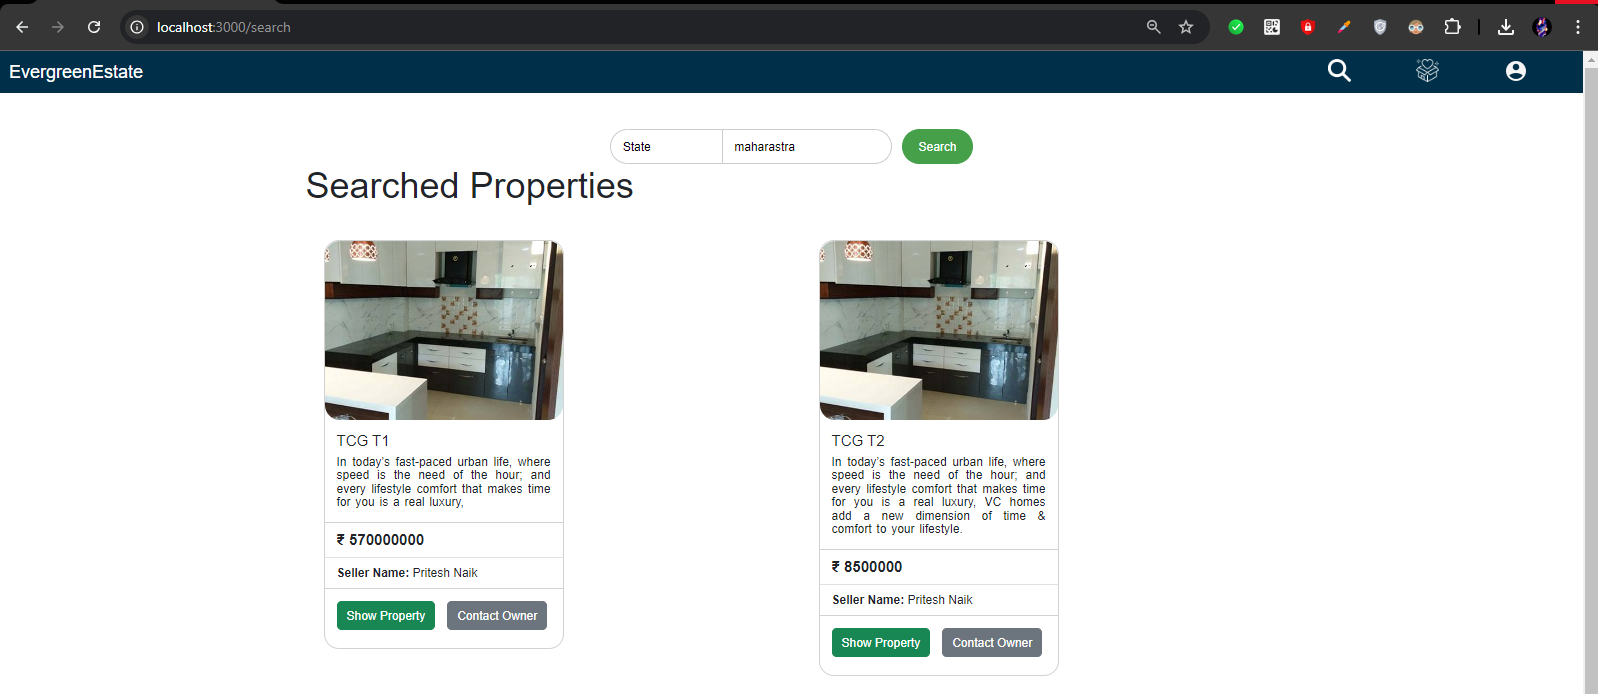 localhost:3000/search
EvergreenEstate
State
maharastra
Search
Searched Properties
TCG T1
In today’s fast-paced urban life, where
speed is the need of the hour; and
every lifestyle comfort that makes time
for you is a real luxury,
₹ 570000000
Seller Name: Pritesh Naik
Show Property
Contact Owner
TCG T2
In today’s fast-paced urban life, where
speed is the need of the hour; and
every lifestyle comfort that makes time
for you is a real luxury, VC homes
add a new dimension of time &
comfort to your lifestyle.
₹ 8500000
Seller Name: Pritesh Naik
Show Property
Contact Owner